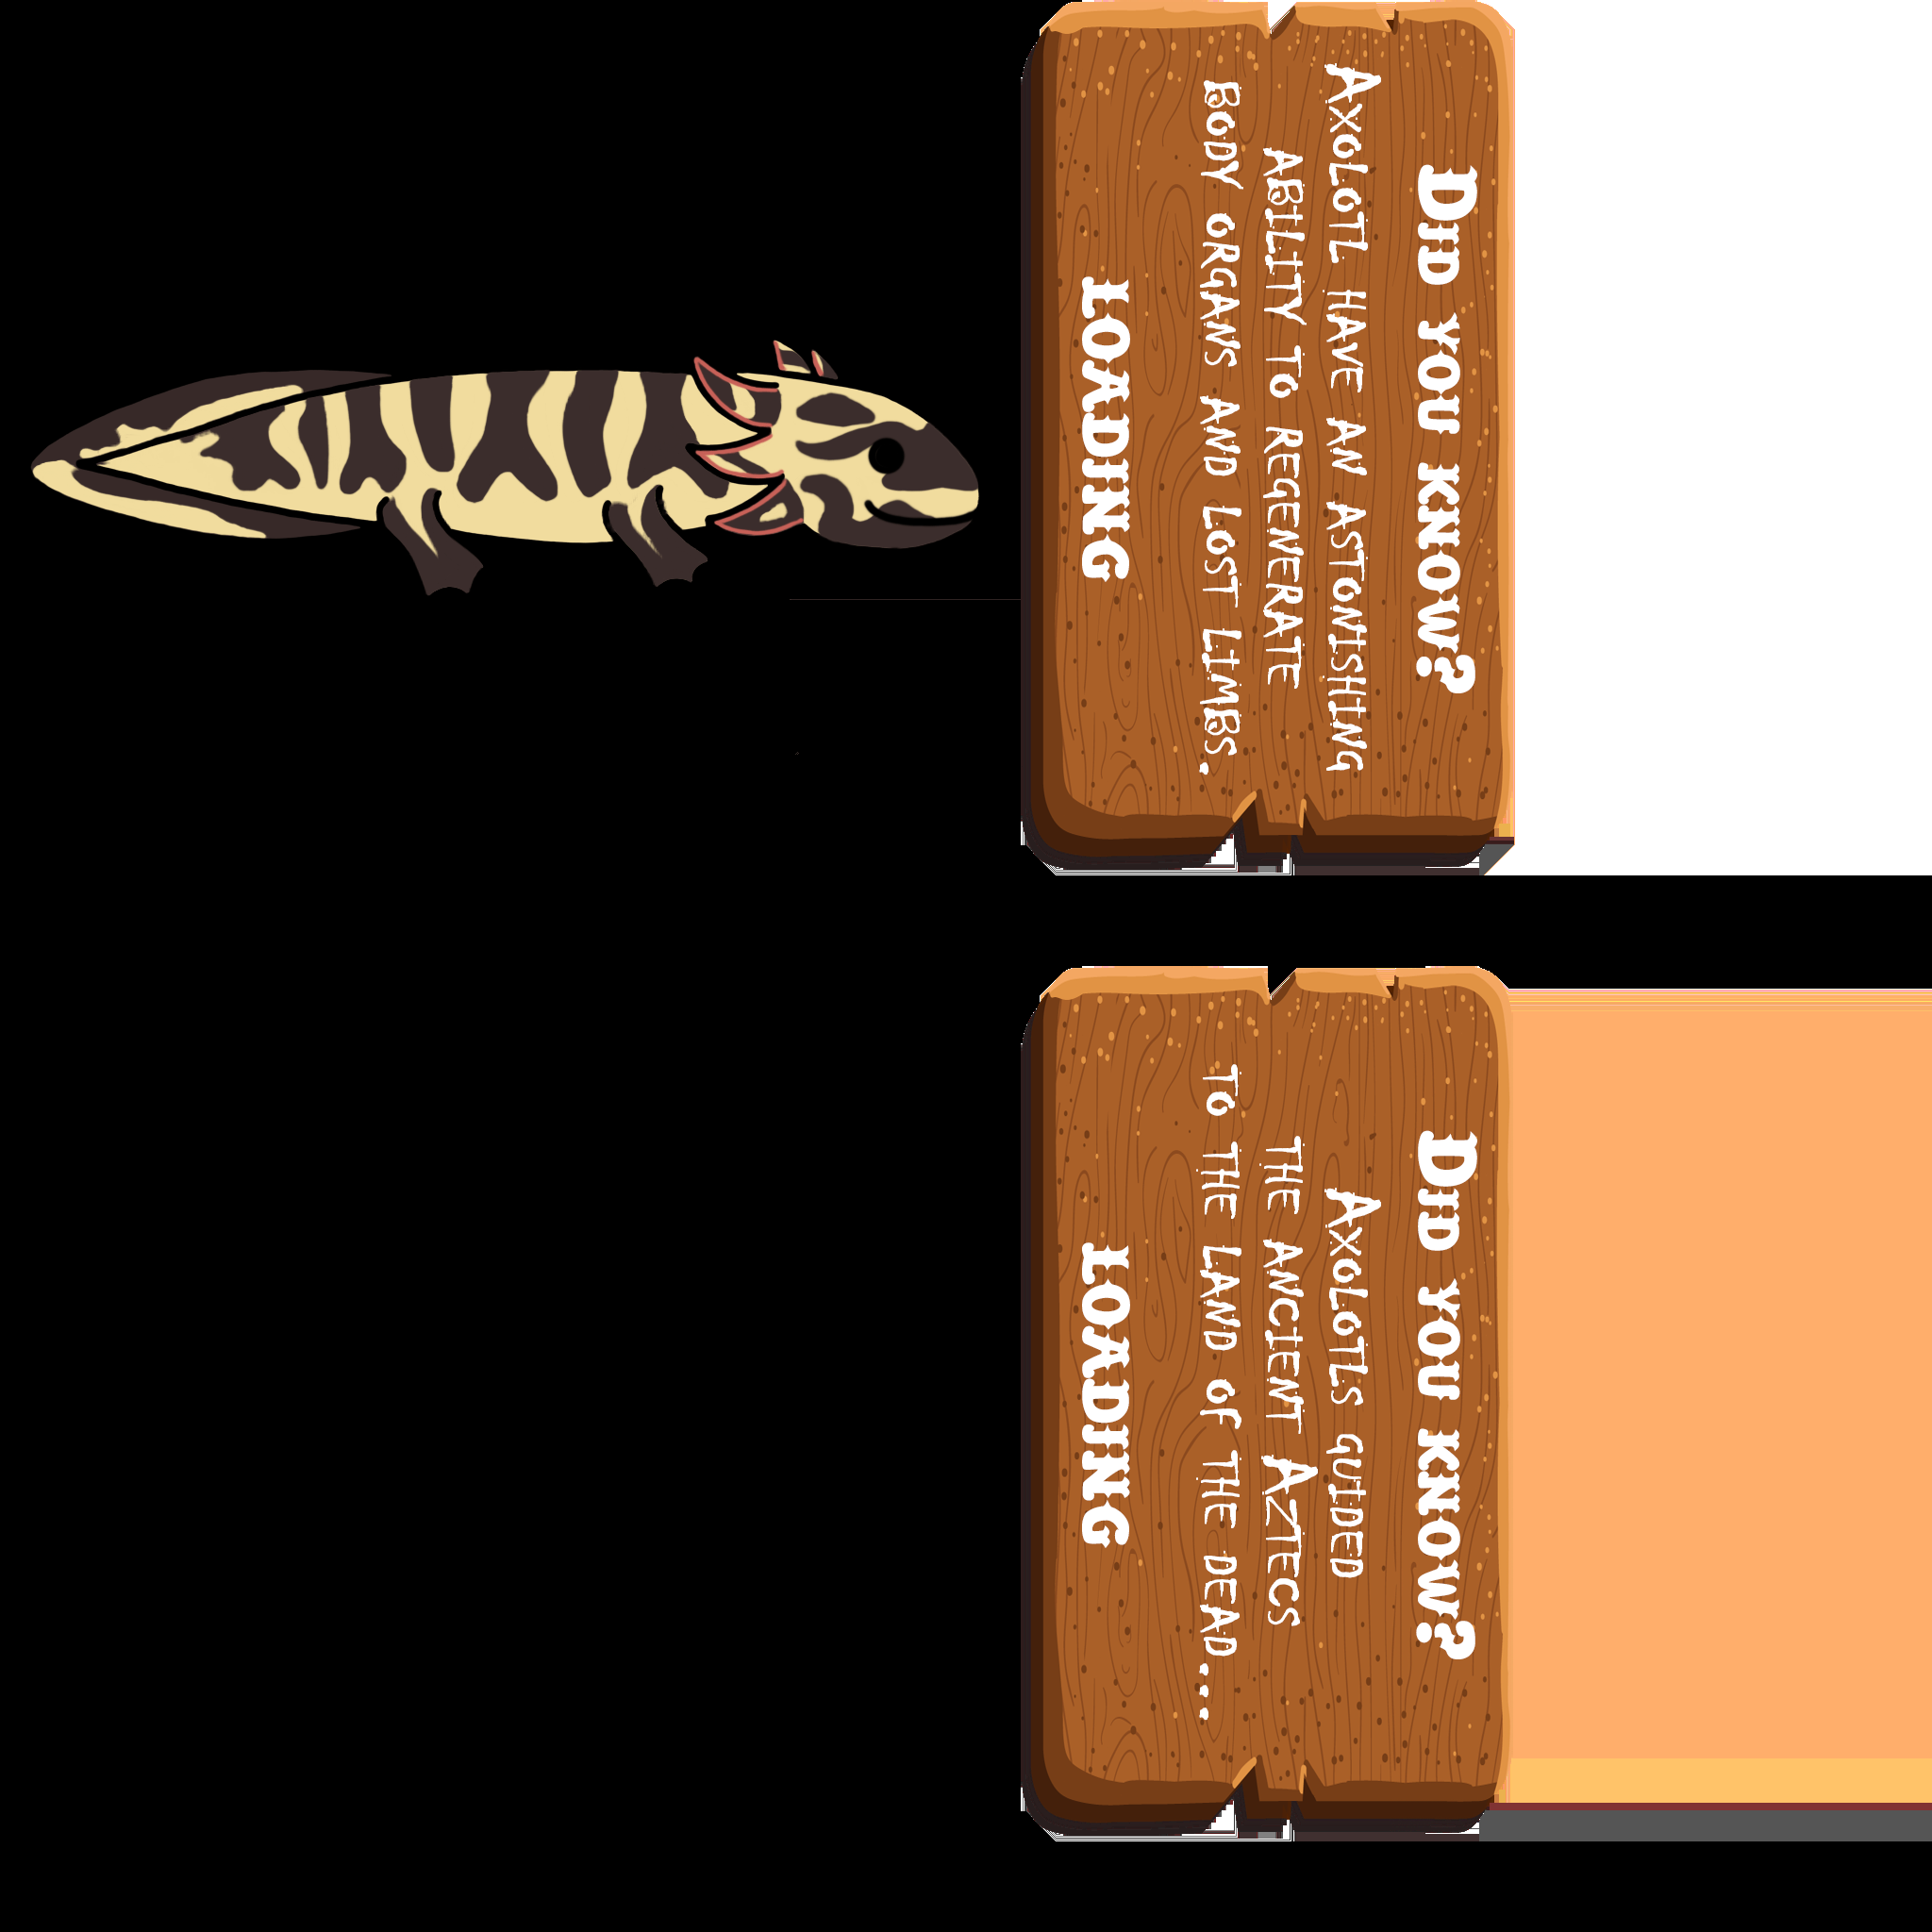 Did you know?
Axolotl have an astonishing
ability to regenerate
body organs and lost limbs.
LOADING
Did you know?
Axolotls guided
the ancient Aztecs
to the land of the dead...
LOADING